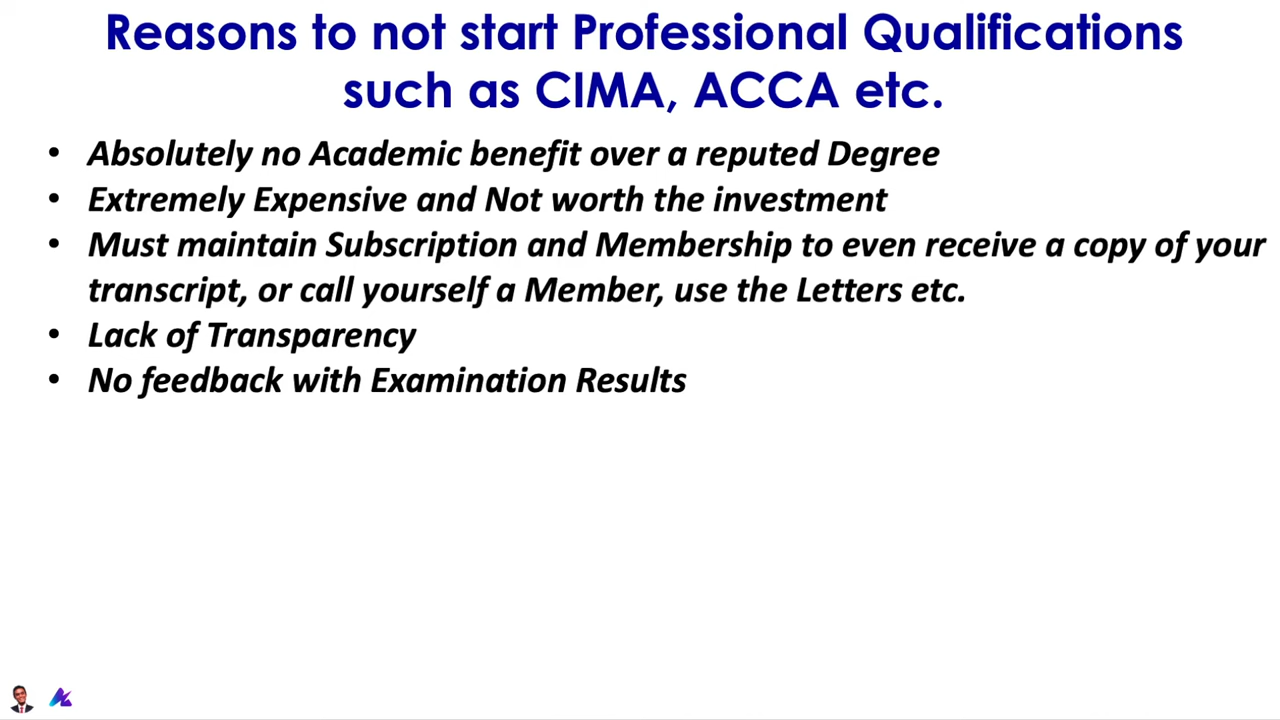 Reasons to not start Professional Qualifications
such as CIMA, ACCA etc.
• Absolutely no Academic benefit over a reputed Degree
• Extremely Expensive and Not worth the investment
• Must maintain Subscription and Membership to even receive a copy of your
transcript, or call yourself a Member, use the Letters etc.
• Lack of Transparency
• No feedback with Examination Results